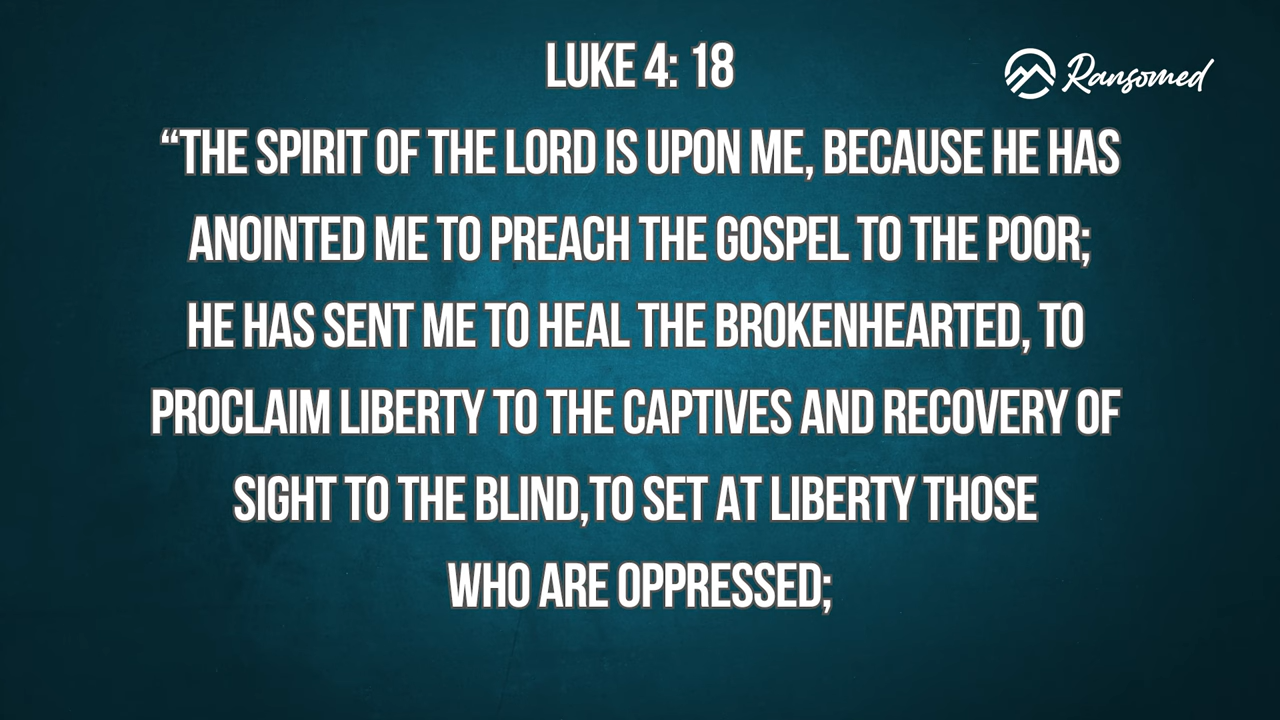 LUKE 4: 18
Ransomed
“THE SPIRIT OF THE LORD IS UPON ME, BECAUSE HE HAS
ANOINTED ME TO PREACH THE GOSPEL TO THE POOR;
HE HAS SENT ME TO HEAL THE BROKENHEARTED, TO
PROCLAIM LIBERTY TO THE CAPTIVES AND RECOVERY OF
SIGHT TO THE BLIND,TO SET AT LIBERTY THOSE
WHO ARE OPPRESSED;